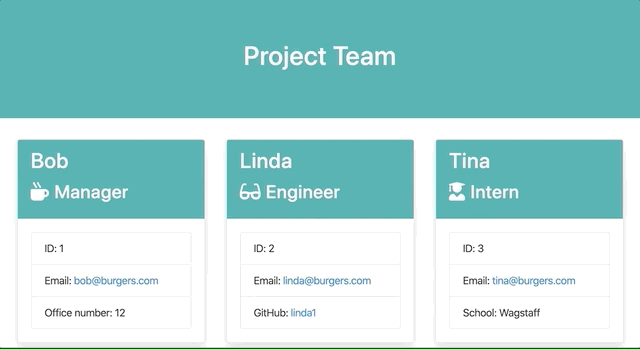 Project Team
Bob
Manager
ID: 1
Email: bob@burgers.com
Office number: 12
Linda
Engineer
ID: 2
Email: linda@burgers.com
GitHub: linda1
Tina
Intern
ID: 3
Email: tina@burgers.com
School: Wagstaff